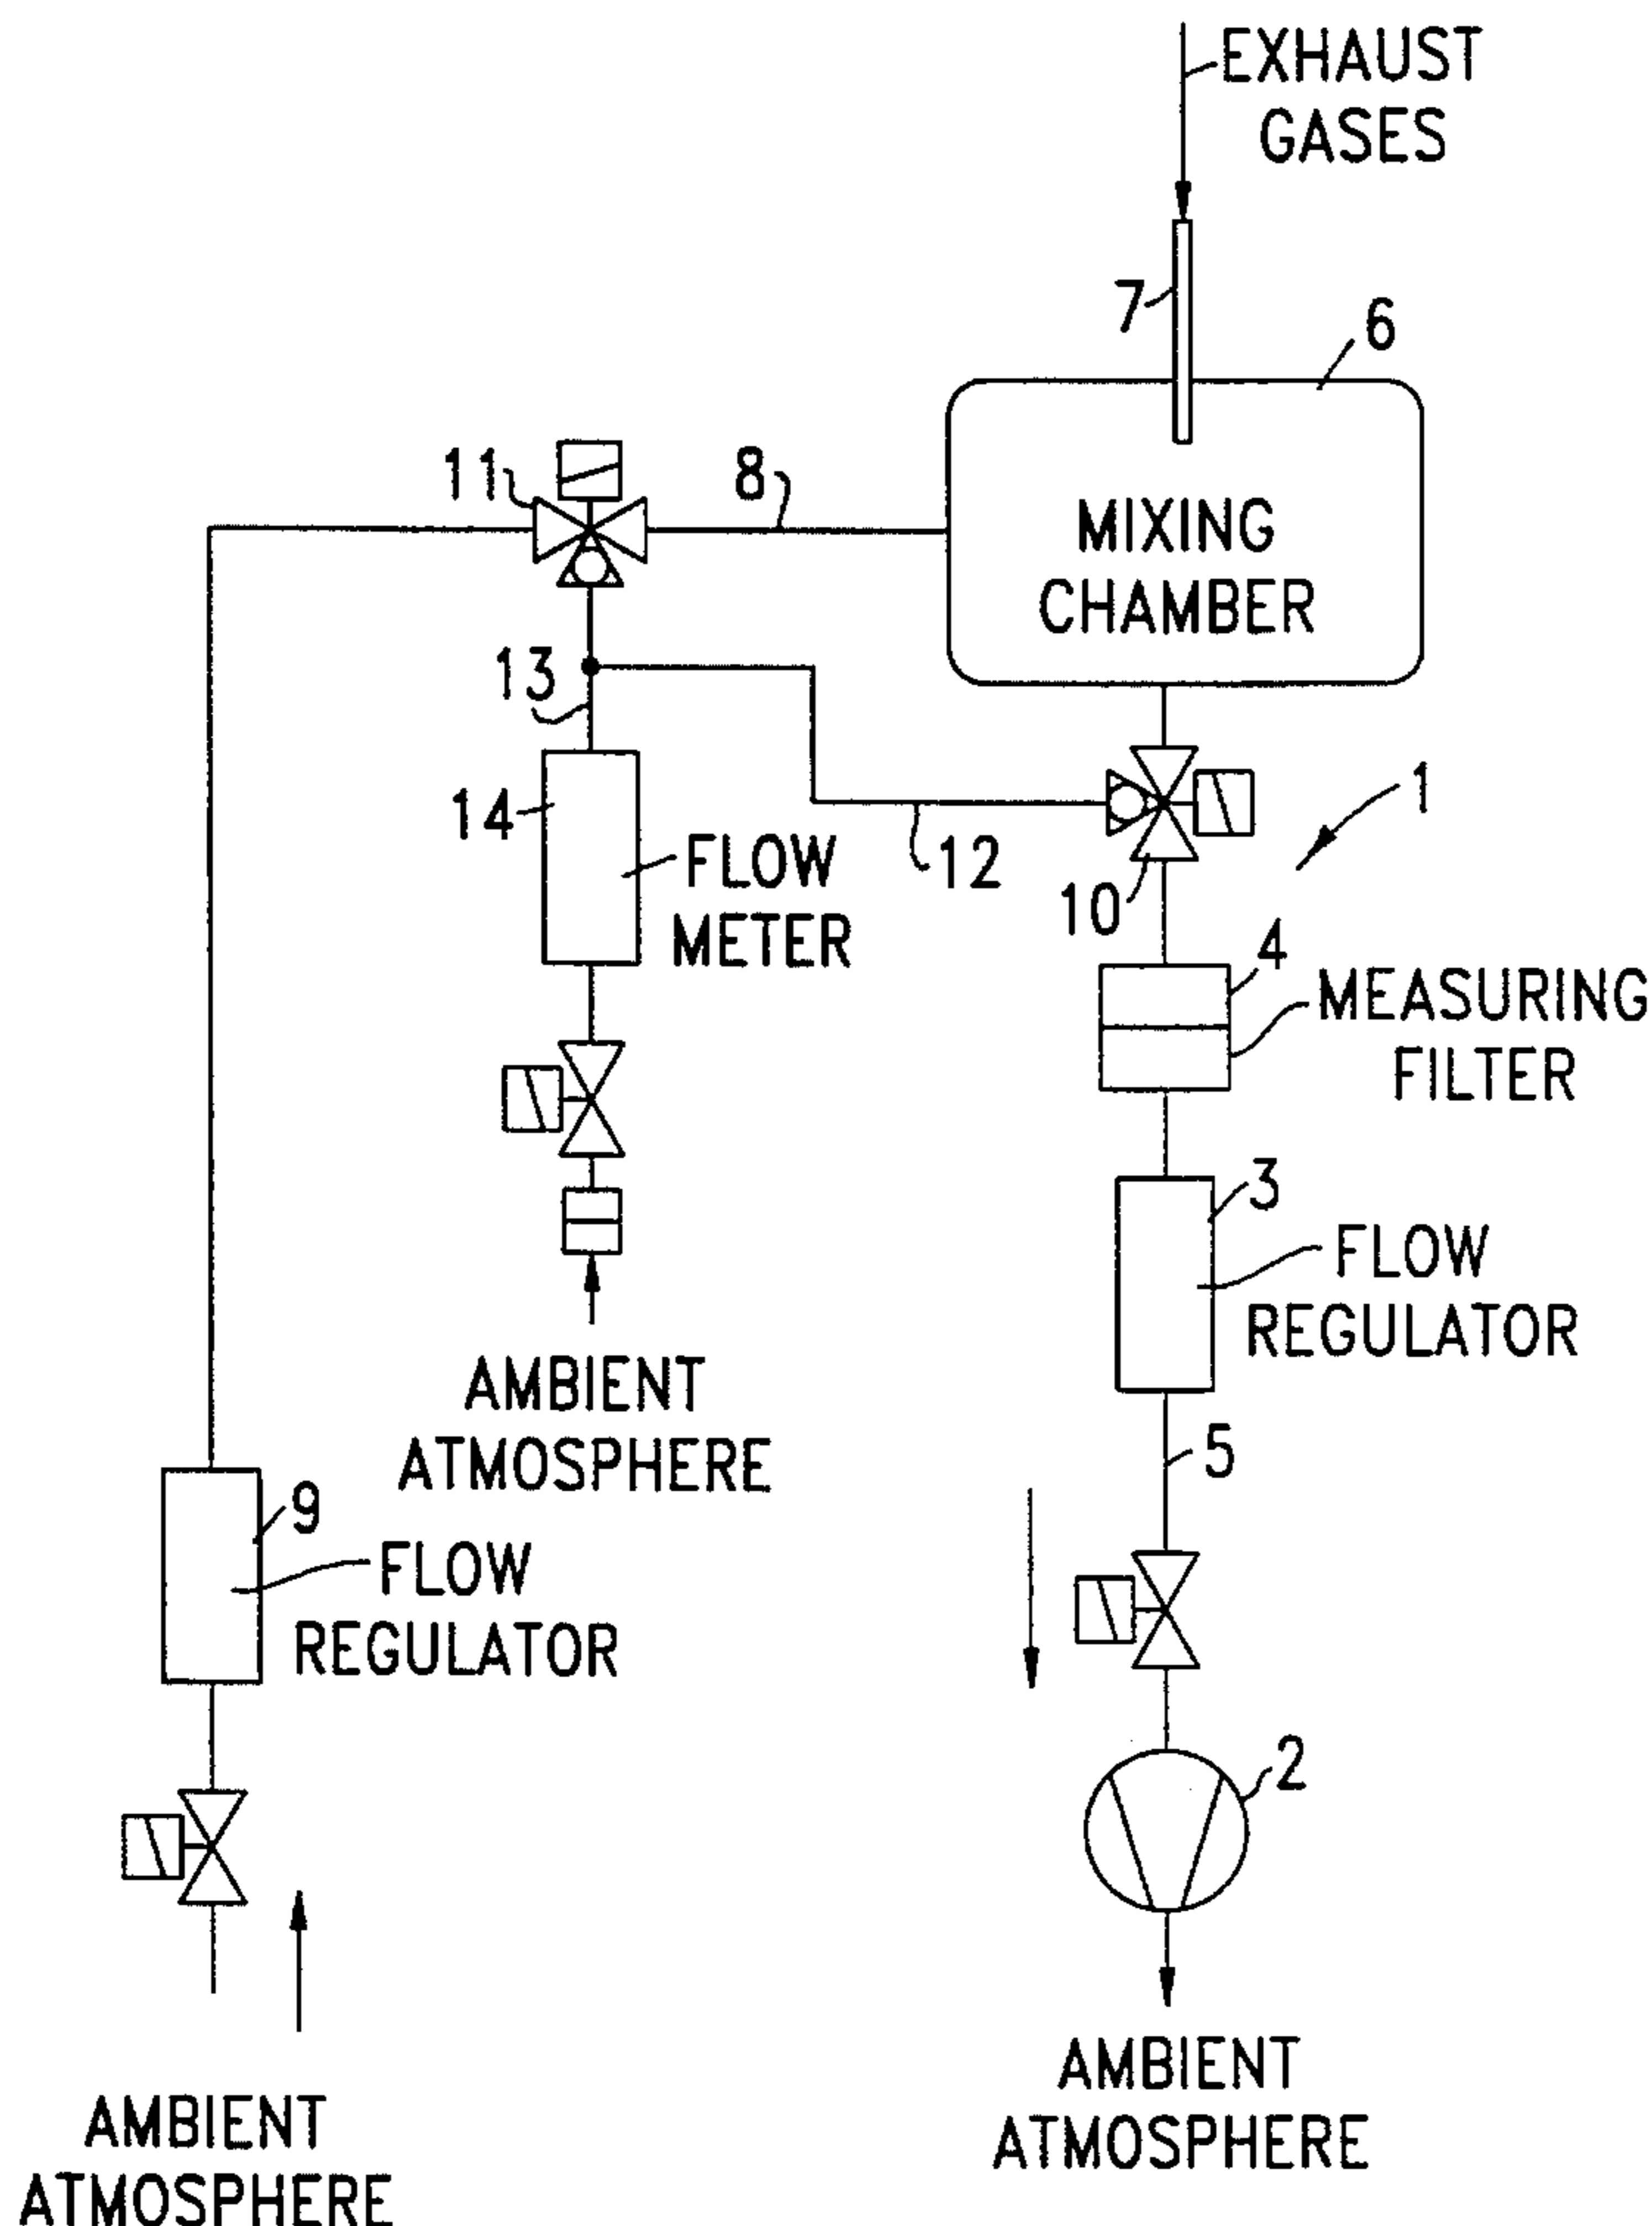 EXHAUST
GASES
7
6
11
8
MIXING
CHAMBER
13
1
14
FLOW
METER
12
10
4
MEASURING
FILTER
3
FLOW
REGULATOR
AMBIENT
ATMOSPHERE
5
9
FLOW
REGULATOR
2
AMBIENT
ATMOSPHERE
AMBIENT
ATMOSPHERE